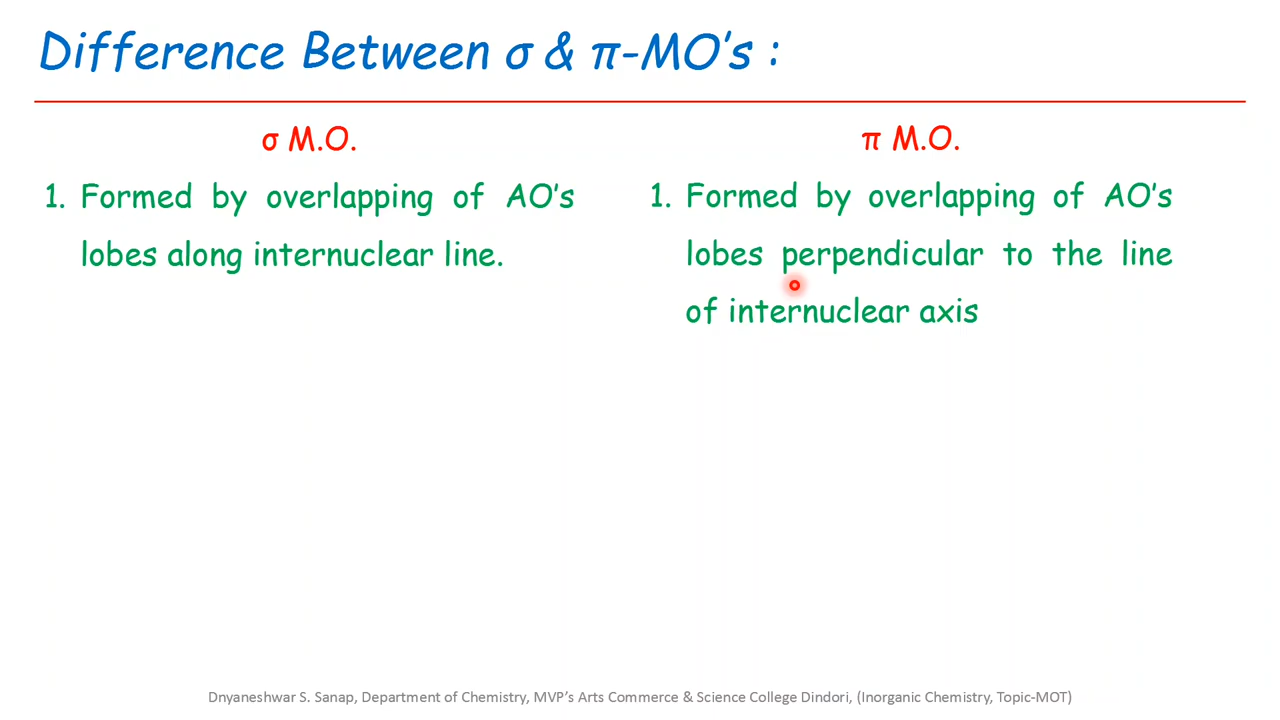 Difference Between σ & π-MO's :
σ M.O.
1. Formed by overlapping of AO's
lobes along internuclear line.
π M.O.
1. Formed by overlapping of AO's
lobes perpendicular to the line
of internuclear axis
Dnyaneshwar S. Sanap, Department of Chemistry, MVP's Arts Commerce & Science College Dindori, (Inorganic Chemistry, Topic-MOT)